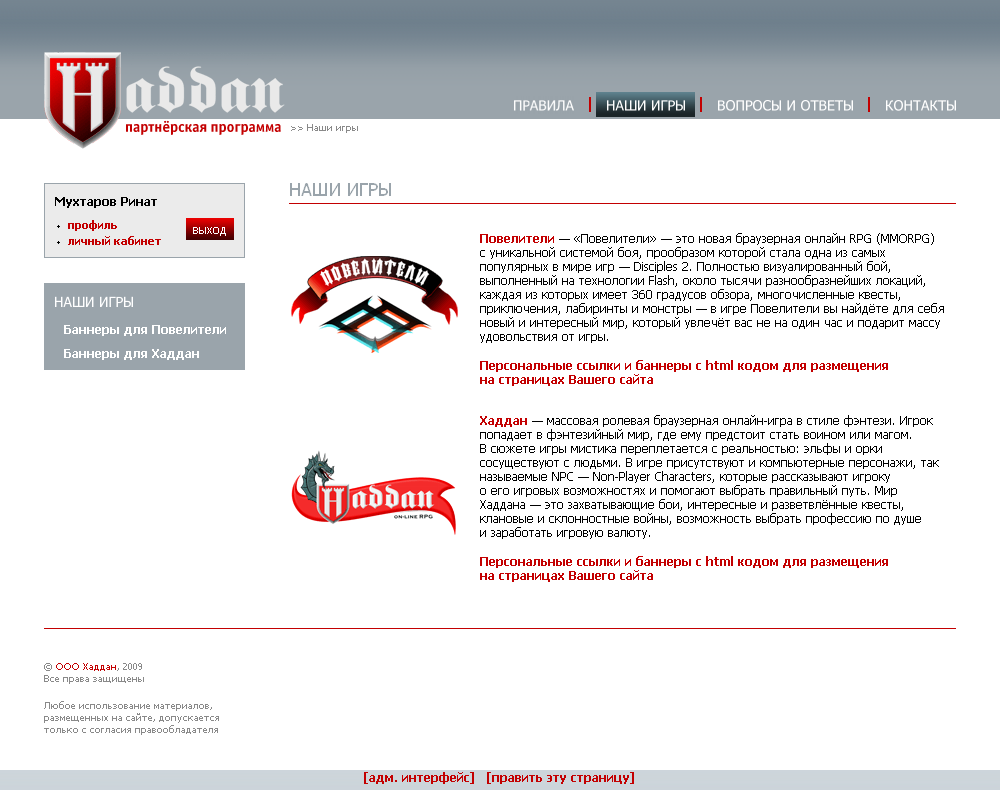 Haддan
партнёрская программа
ПРАВИЛА
НАШИ ИГРЫ
ВОПРОСЫ И ОТВЕТЫ
КОНТАКТЫ
>> Наши игры
Мухтаров Ринат
профиль
личный кабинет
выход
НАШИ ИГРЫ
Баннеры для Повелители
Баннеры для Хаддан
НАШИ ИГРЫ
ПОВЕЛИТЕЛИ
Повелители — «Повелители» — это новая браузерная онлайн RPG (MMORPG)
с уникальной системой боя, прообразом которой стала одна из самых
популярных в мире игр — Disciples 2. Полностью визуалированный бой,
выполненный на технологии Flash, около тысячи разнообразнейших локаций,
каждая из которых имеет 360 градусов обзора, многочисленные квесты,
приключения, лабиринты и монстры — в игре Повелители вы найдёте для себя
новый и интересный мир, который увлечёт вас не на один час и подарит массу
удовольствия от игры.
Персональные ссылки и баннеры с html кодом для размещения
на страницах Вашего сайта
Haддan
ON-LINE RPG
Хаддан — массовая ролевая браузерная онлайн-игра в стиле фэнтези. Игрок
попадает в фэнтезийный мир, где ему предстоит стать воином или магом.
В сюжете игры мистика переплетается с реальностью: эльфы и орки
сосуществуют с людьми. В игре присутствуют и компьютерные персонажи, так
называемые NPC — Non-Player Characters, которые рассказывают игроку
о его игровых возможностях и помогают выбрать правильный путь. Мир
Хаддана — это захватывающие бои, интересные и разветвлённые квесты,
клановые и склонностные войны, возможность выбрать профессию по душе
и заработать игровую валюту.
Персональные ссылки и баннеры с html кодом для размещения
на страницах Вашего сайта
© ООО Хаддан, 2009
Все права защищены
Любое использование материалов,
размещенных на сайте, допускается
только с согласия правообладателя
[адм. интерфейс] [править эту страницу]